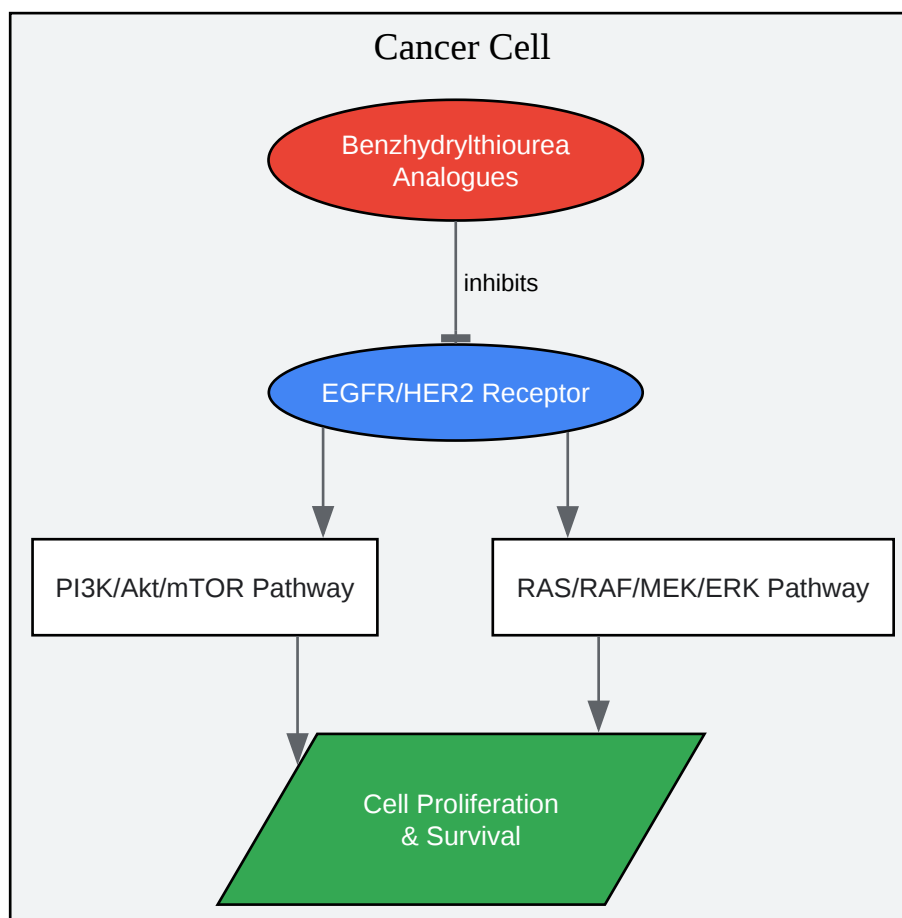 Cancer Cell
Benzhydrylthiourea
Analogues
inhibits
EGFR/HER2 Receptor
PI3K/Akt/mTOR Pathway
RAS/RAF/MEK/ERK Pathway
Cell Proliferation
& Survival